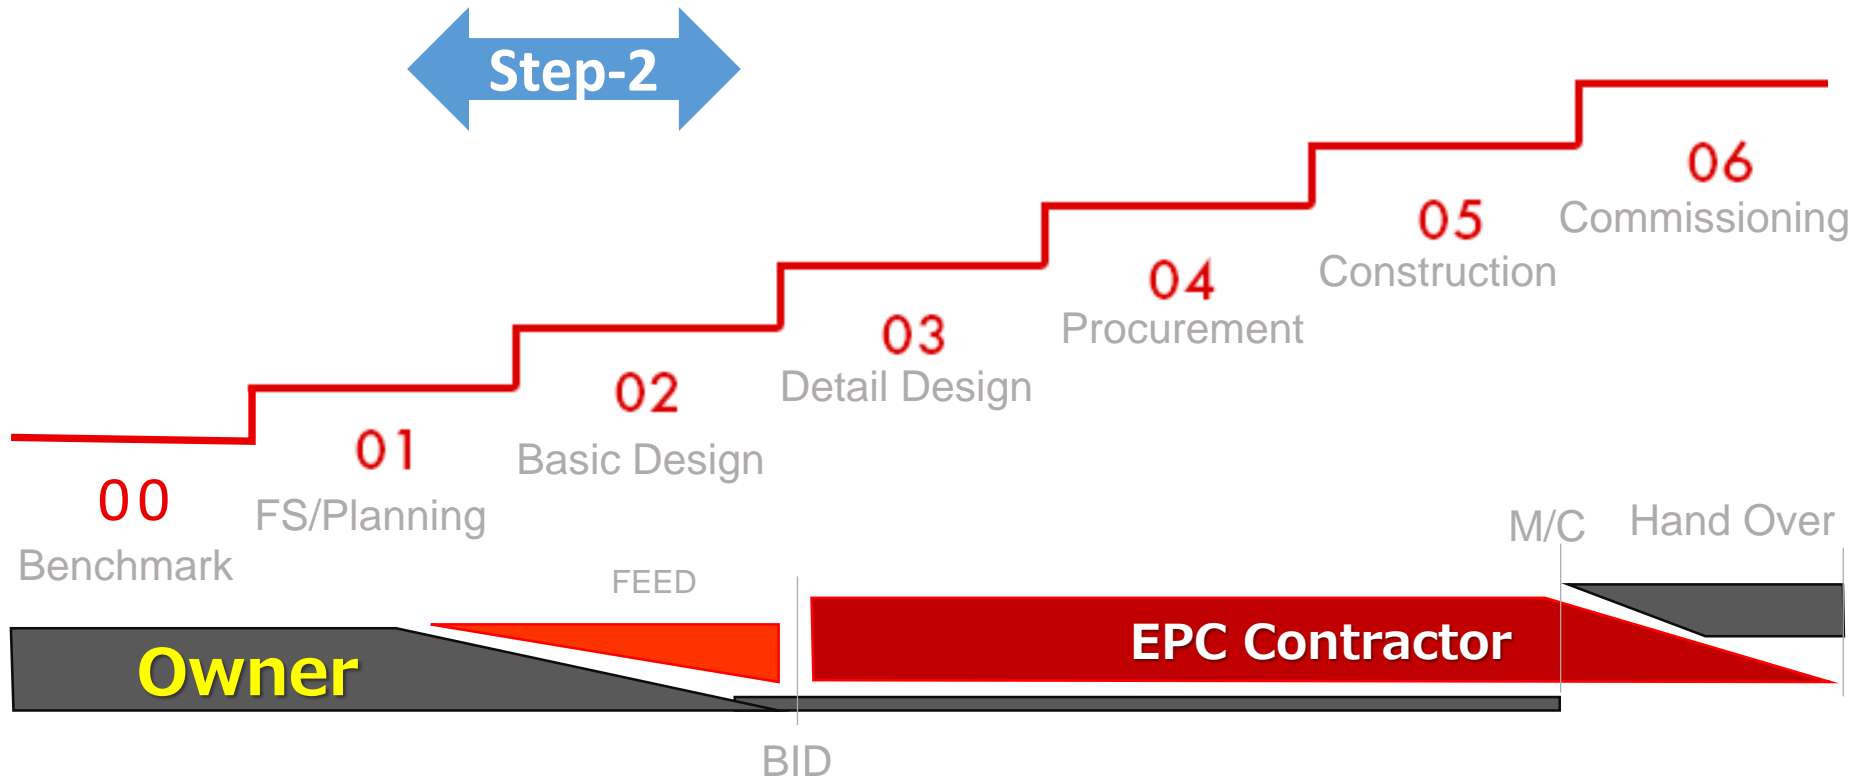 Step-2
00
Benchmark
01
FS/Planning
02
Basic Design
03
Detail Design
04
Procurement
05
Construction
06
Commissioning
FEED
M/C
Hand Over
Owner
EPC Contractor
BID